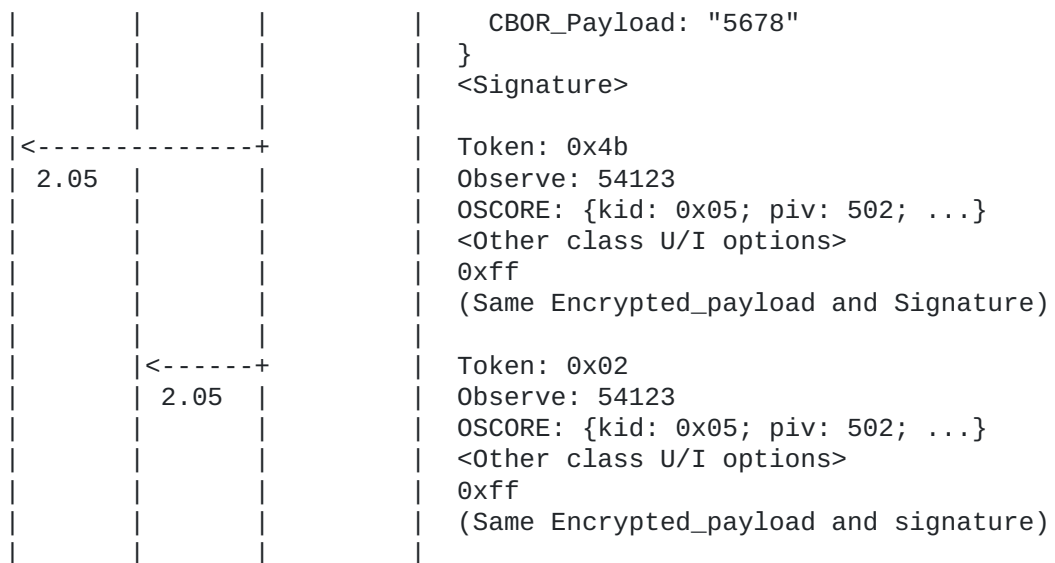 |       |       |         |   CBOR_Payload: "5678"
|       |       |         | }
|       |       |         | <Signature>
|       |       |         |
|<--------------+         | Token: 0x4b
| 2.05  |       |         | Observe: 54123
|       |       |         | OSCORE: {kid: 0x05; piv: 502; ...}
|       |       |         | <Other class U/I options>
|       |       |         | 0xff
|       |       |         | (Same Encrypted_payload and Signature)
|       |       |         |
|       |<------+         | Token: 0x02
|       | 2.05  |         | Observe: 54123
|       |       |         | OSCORE: {kid: 0x05; piv: 502; ...}
|       |       |         | <Other class U/I options>
|       |       |         | 0xff
|       |       |         | (Same Encrypted_payload and signature)
|       |       |         |